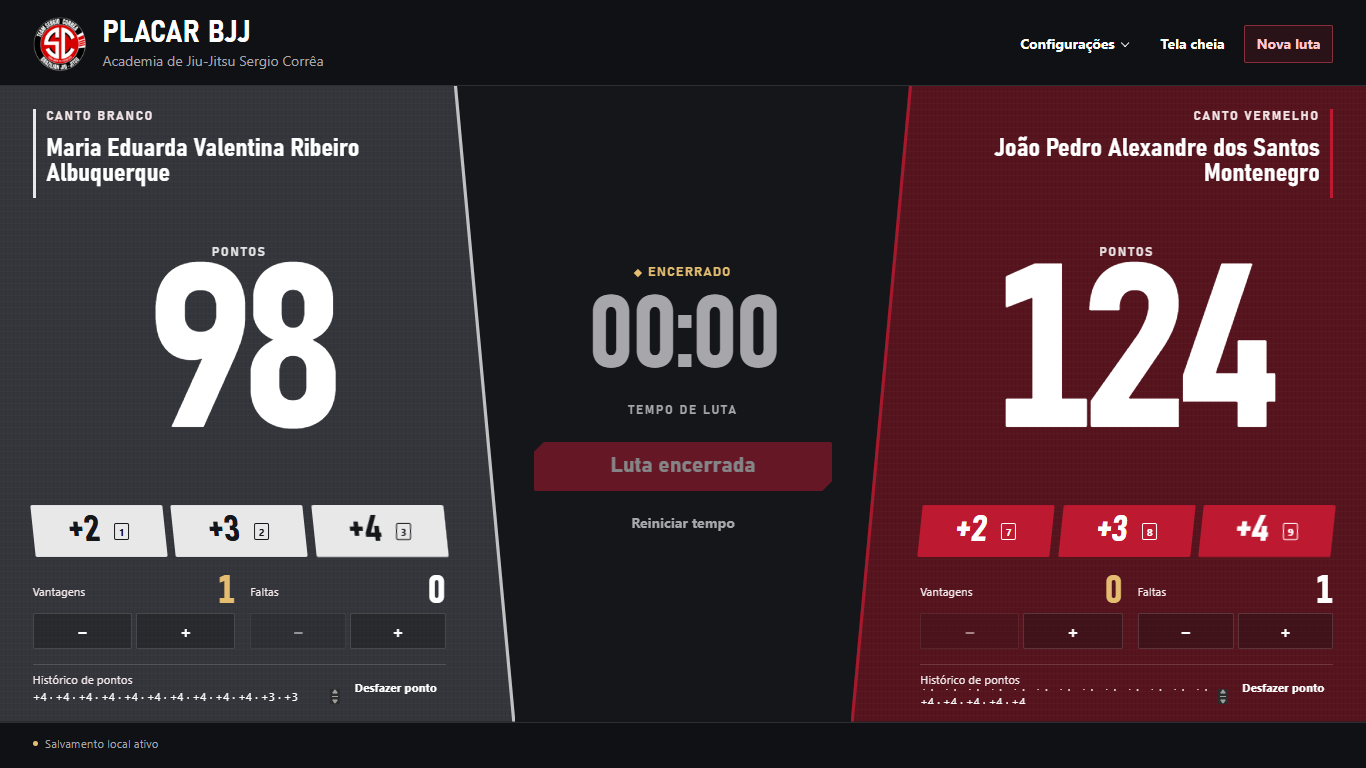 SC
PLACAR BJJ
Academia de Jiu-Jitsu Sergio Corrêa
Configurações
Tela cheia
Nova luta
CANTO BRANCO
Maria Eduarda Valentina Ribeiro
Albuquerque
PONTOS
98
+2 1
+3 2
+4 3
Vantagens 1
Faltas 0
− +
− +
Histórico de pontos
+4 · +4 · +4 · +4 · +4 · +4 · +4 · +4 · +4 · +4 · +3 · +3
Desfazer ponto
◆ ENCERRADO
00:00
TEMPO DE LUTA
Luta encerrada
Reiniciar tempo
CANTO VERMELHO
João Pedro Alexandre dos Santos
Montenegro
PONTOS
124
+2 7
+3 8
+4 9
Vantagens 0
Faltas 1
− +
− +
Histórico de pontos
+4 · +4 · +4 · +4 · +4
Desfazer ponto
Salvamento local ativo